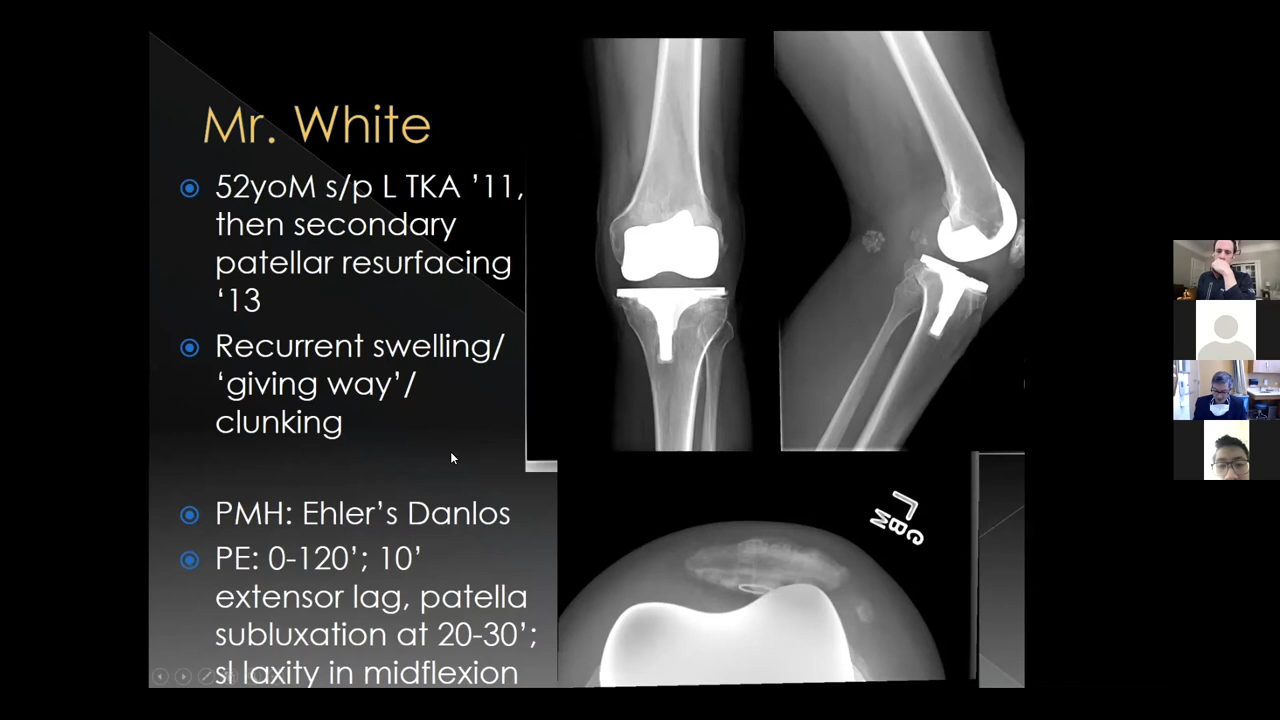 Mr. White
52yoM s/p L TKA ’11,
then secondary
patellar resurfacing
‘13
Recurrent swelling/
‘giving way’/
clunking
PMH: Ehler’s Danlos
PE: 0-120’; 10’
extensor lag, patella
subluxation at 20-30’;
sl laxity in midflexion
L
GBM